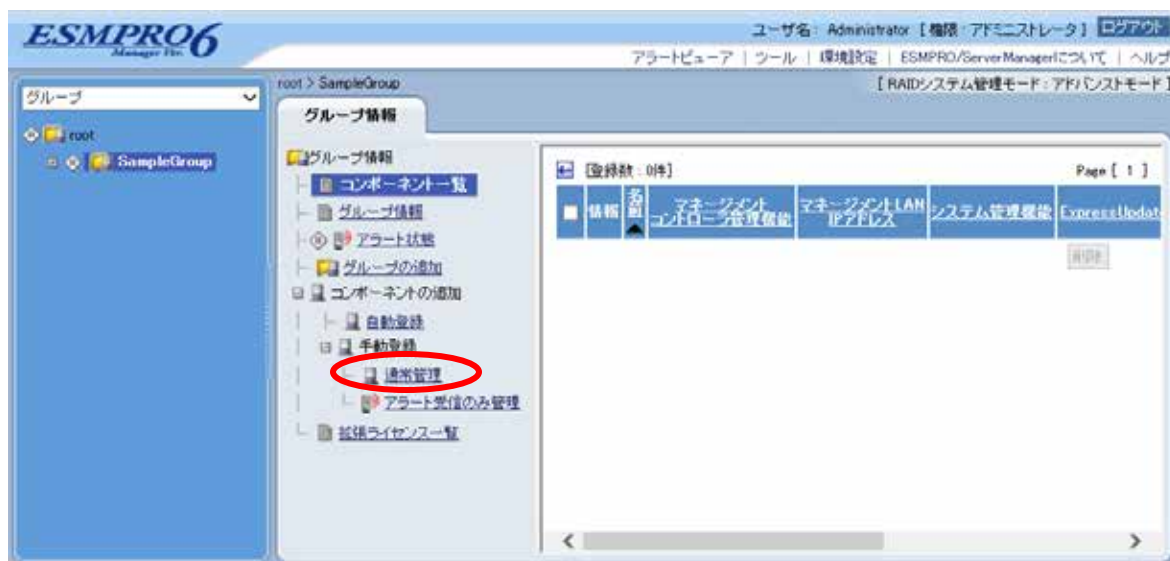 ESMPRO6
Manager Ver.
ユーザ名: Administrator [ 権限:アドミニストレータ ] ログアウト
アラートビューア | ツール | 環境設定 | ESMPRO/ServerManagerについて | ヘルプ
グループ
root
SampleGroup
root > SampleGroup
[ RAIDシステム管理モード:アドバンストモード ]
グループ情報
グループ情報
コンポーネント一覧
グループ情報
アラート状態
グループの追加
コンポーネントの追加
自動登録
手動登録
通常管理
アラート受信のみ管理
拡張ライセンス一覧
[登録数:0件]
Page [ 1 ]
情報
名前
マネージメント
コントローラ管理機能
マネージメントLAN
IPアドレス
システム管理機能
ExpressUpdat
削除